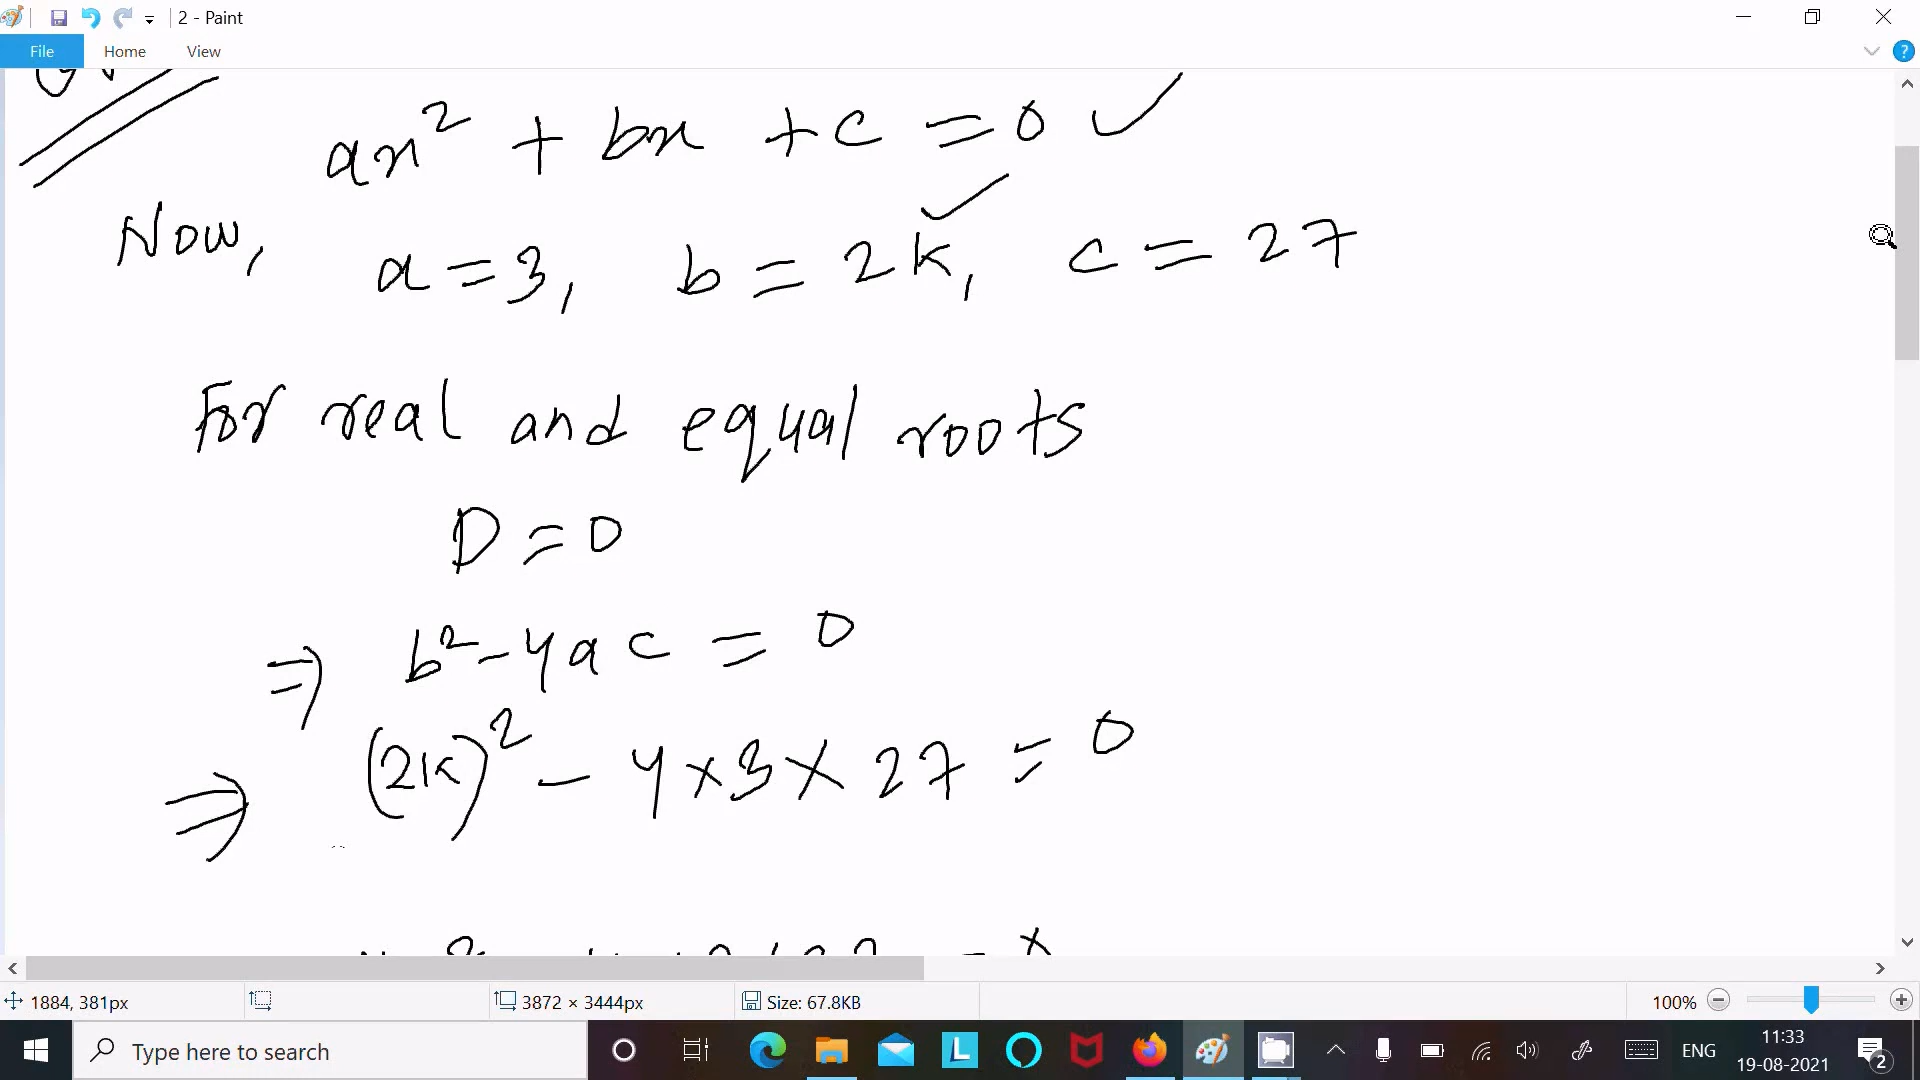 2 - Paint
File Home View
ax² + bx + c = 0
Now,
a = 3, b = 2k, c = 27
For real and equal roots
D = 0
⇒ b² - 4ac = 0
⇒ (2k)² - 4 × 3 × 27 = 0
1884, 381px 3872 × 3444px Size: 67.8KB 100%
Type here to search
L
ENG
11:33
19-08-2021
2